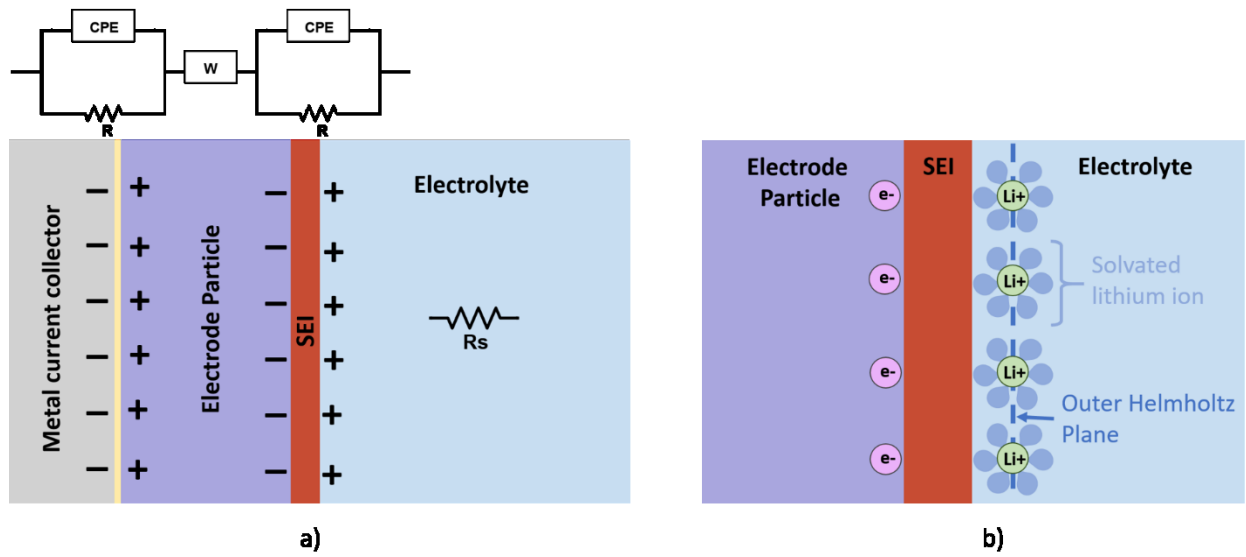 CPE
CPE
W
R
R
Metal current collector
Electrode Particle
SEI
Electrolyte
Rs
− +
− +
− +
− +
− +
− +
− +
− +
− +
− +
− +
− +
a)
Electrode
Particle
SEI
Electrolyte
e-
Li+
e-
Li+
Solvated
lithium ion
e-
Li+
Outer Helmholtz
Plane
e-
Li+
b)